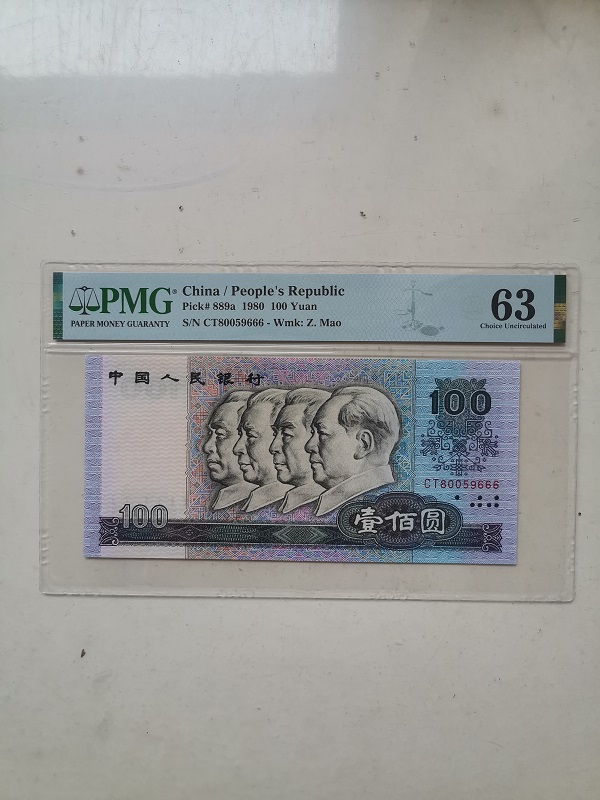 PMG®
PAPER MONEY GUARANTY
China / People's Republic
Pick# 889a 1980 100 Yuan
S/N CT80059666 - Wmk: Z. Mao
63
Choice Uncirculated
中国人民银行
100
CT80059666
100
壹佰圆